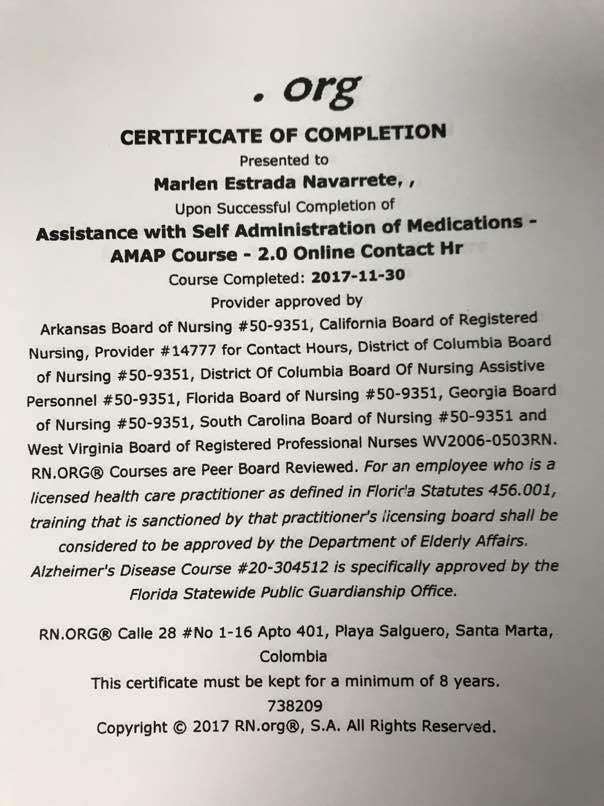 . org
CERTIFICATE OF COMPLETION
Presented to
Marlen Estrada Navarrete, ,
Upon Successful Completion of
Assistance with Self Administration of Medications -
AMAP Course - 2.0 Online Contact Hr
Course Completed: 2017-11-30
Provider approved by
Arkansas Board of Nursing #50-9351, California Board of Registered
Nursing, Provider #14777 for Contact Hours, District of Columbia Board
of Nursing #50-9351, District Of Columbia Board Of Nursing Assistive
Personnel #50-9351, Florida Board of Nursing #50-9351, Georgia Board
of Nursing #50-9351, South Carolina Board of Nursing #50-9351 and
West Virginia Board of Registered Professional Nurses WV2006-0503RN.
RN.ORG® Courses are Peer Board Reviewed. For an employee who is a
licensed health care practitioner as defined in Florida Statutes 456.001,
training that is sanctioned by that practitioner's licensing board shall be
considered to be approved by the Department of Elderly Affairs.
Alzheimer's Disease Course #20-304512 is specifically approved by the
Florida Statewide Public Guardianship Office.
RN.ORG® Calle 28 #No 1-16 Apto 401, Playa Salguero, Santa Marta,
Colombia
This certificate must be kept for a minimum of 8 years.
738209
Copyright © 2017 RN.org®, S.A. All Rights Reserved.